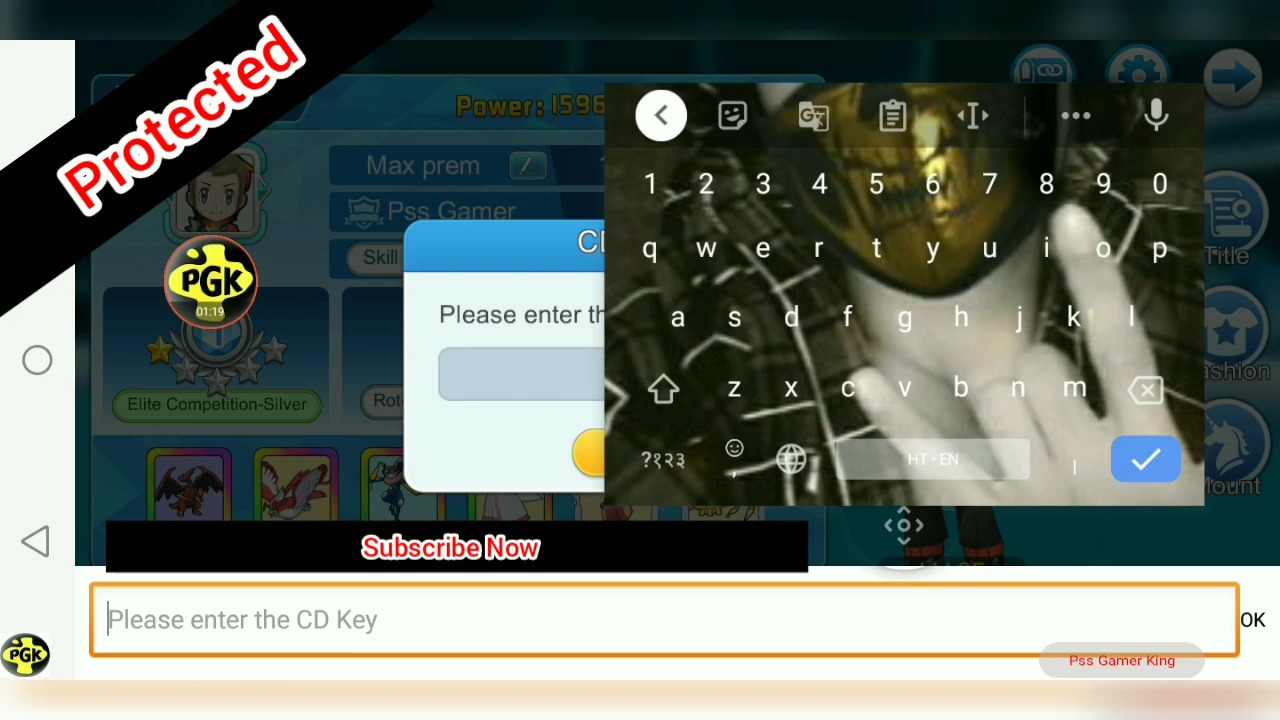 Protected
Power: 1596
Max prem
Pss Gamer
Skill
PGK
01:19
Elite Competition-Silver
Please enter th
Title
Mount
1 2 3 4 5 6 7 8 9 0
q w e r t y u i o p
a s d f g h j k l
z x c v b n m
?१२३
,
HT • EN
।
Subscribe Now
Please enter the CD Key
OK
PGK
Pss Gamer King